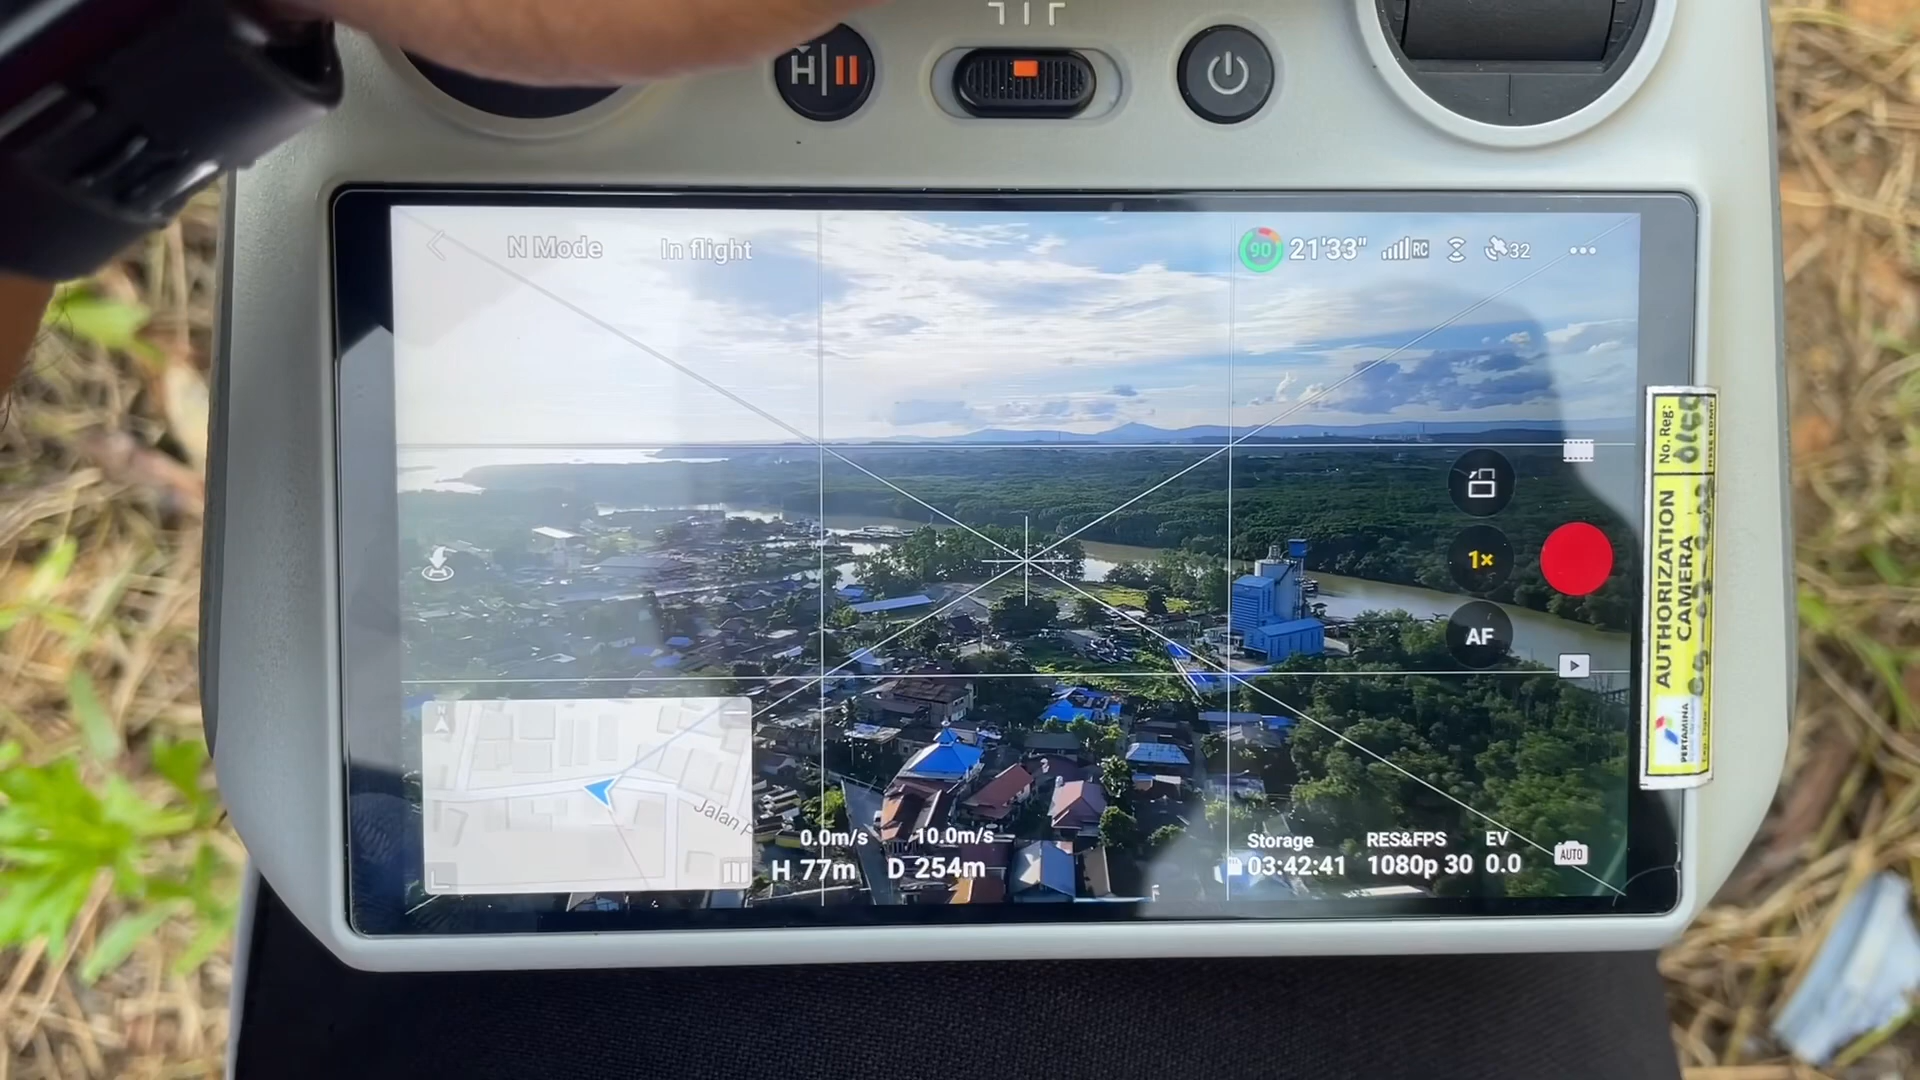 H
N Mode
In flight
90
21'33"
RC
32
1×
AF
N
Jalan
0.0m/s
10.0m/s
H 77m
D 254m
Storage
03:42:41
RES&FPS
1080p 30
EV
0.0
AUTO
AUTHORIZATION
CAMERA
No.Reg:
PERTAMINA